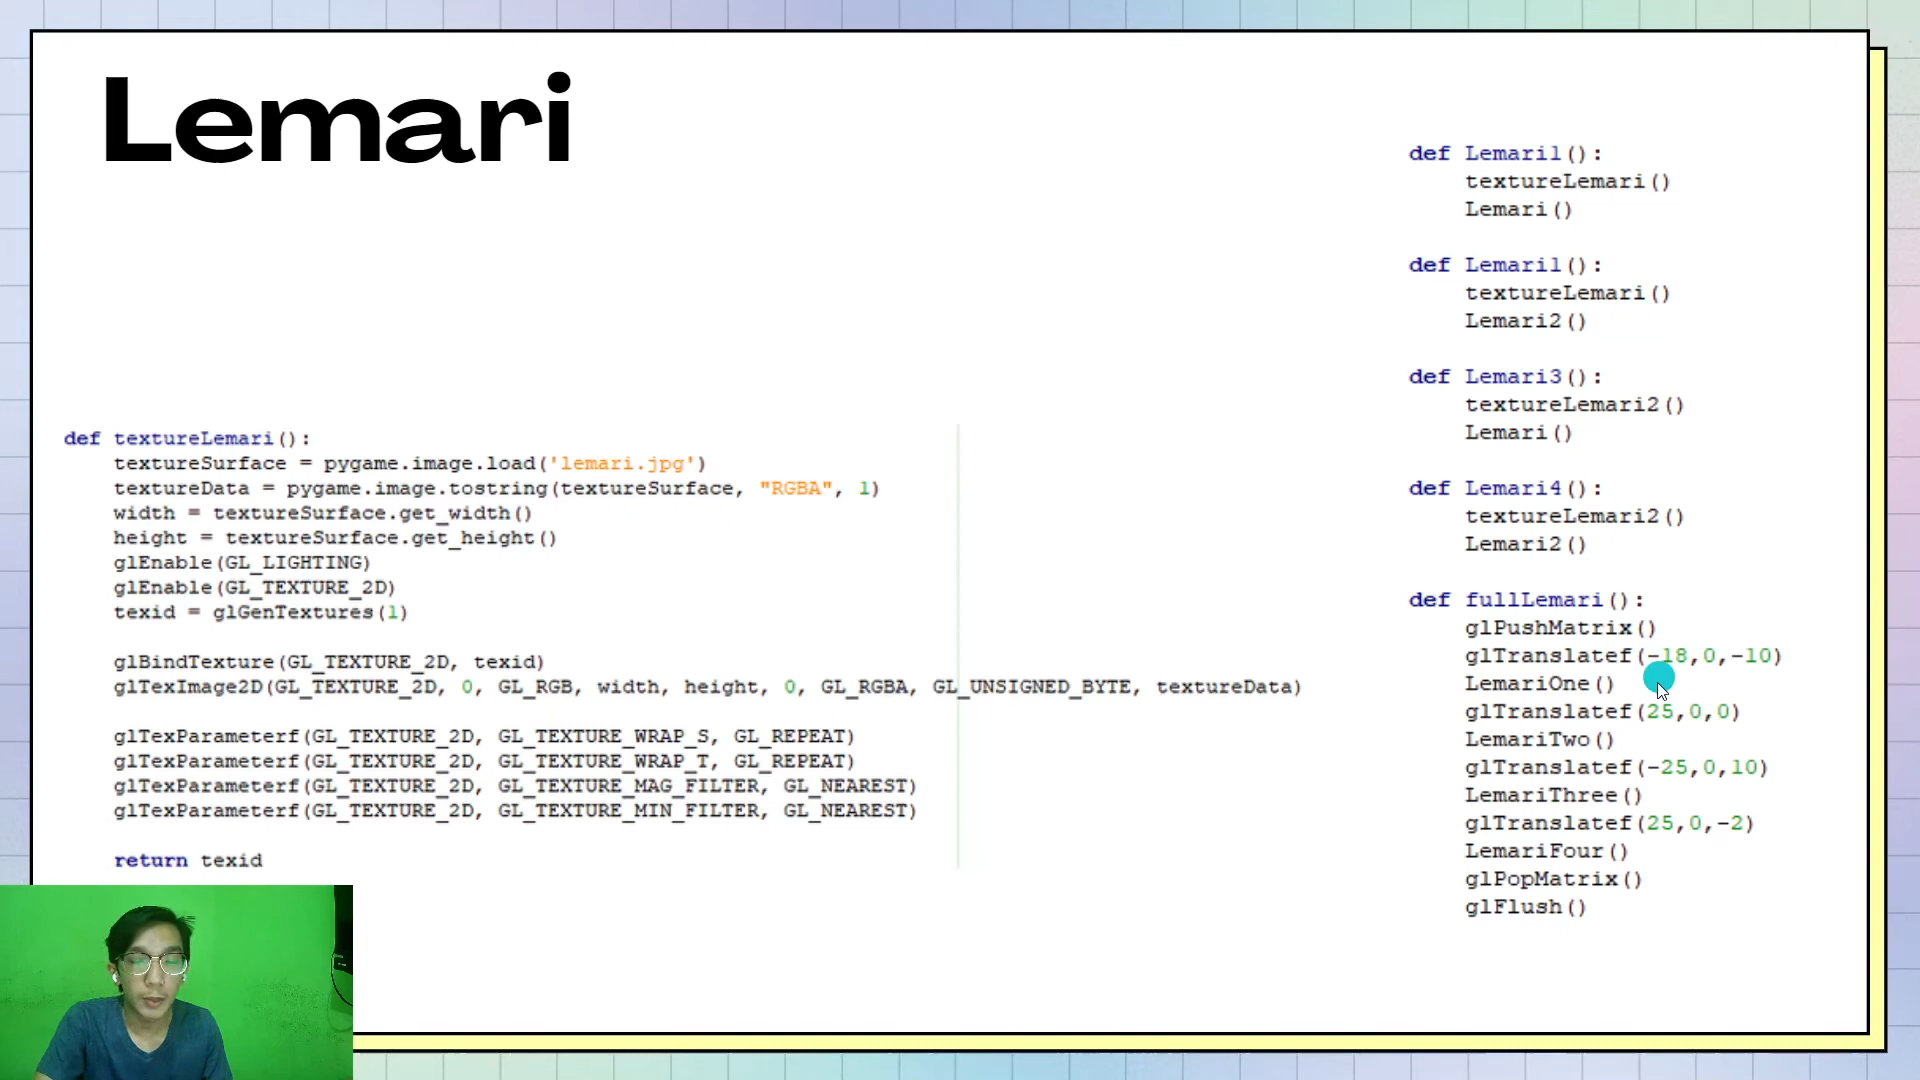 Lemari
def textureLemari():
    textureSurface = pygame.image.load('lemari.jpg')
    textureData = pygame.image.tostring(textureSurface, "RGBA", 1)
    width = textureSurface.get_width()
    height = textureSurface.get_height()
    glEnable(GL_LIGHTING)
    glEnable(GL_TEXTURE_2D)
    texid = glGenTextures(1)
    glBindTexture(GL_TEXTURE_2D, texid)
    glTexImage2D(GL_TEXTURE_2D, 0, GL_RGB, width, height, 0, GL_RGBA, GL_UNSIGNED_BYTE, textureData)
    glTexParameterf(GL_TEXTURE_2D, GL_TEXTURE_WRAP_S, GL_REPEAT)
    glTexParameterf(GL_TEXTURE_2D, GL_TEXTURE_WRAP_T, GL_REPEAT)
    glTexParameterf(GL_TEXTURE_2D, GL_TEXTURE_MAG_FILTER, GL_NEAREST)
    glTexParameterf(GL_TEXTURE_2D, GL_TEXTURE_MIN_FILTER, GL_NEAREST)
    return texid
def Lemari1():
    textureLemari()
    Lemari()
def Lemari1():
    textureLemari()
    Lemari2()
def Lemari3():
    textureLemari2()
    Lemari()
def Lemari4():
    textureLemari2()
    Lemari2()
def fullLemari():
    glPushMatrix()
    glTranslatef(-18,0,-10)
    LemariOne()
    glTranslatef(25,0,0)
    LemariTwo()
    glTranslatef(-25,0,10)
    LemariThree()
    glTranslatef(25,0,-2)
    LemariFour()
    glPopMatrix()
    glFlush()